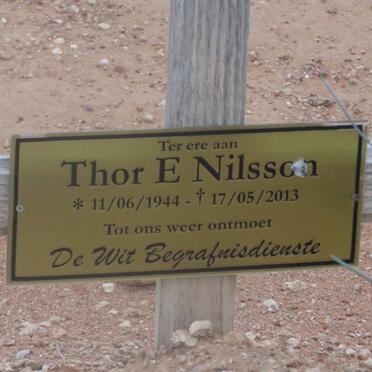 Ter ere aan
Thor E Nilsson
* 11/06/1944 - † 17/05/2013
Tot ons weer ontmoet
De Wit Begrafnisdienste